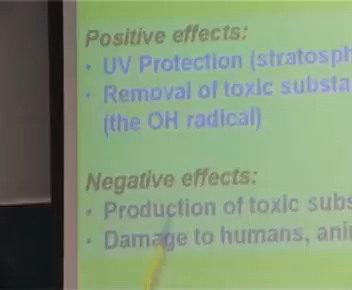 Positive effects:
· UV Protection (stratosph
· Removal of toxic substa
(the OH radical)
Negative effects:
· Production of toxic subs
· Damage to humans, ani